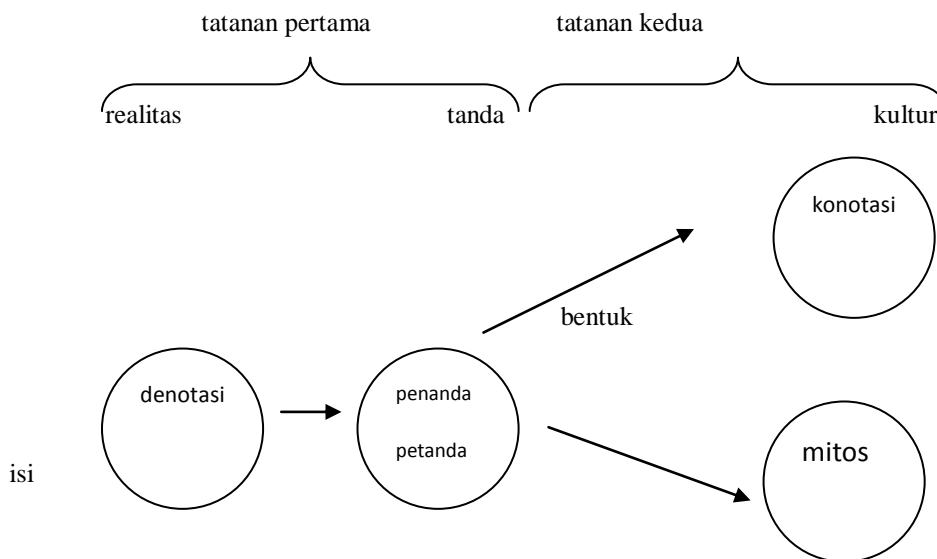 tatanan pertama tatanan kedua
realitas tanda kultur
konotasi
bentuk
denotasi penanda
petanda mitos
isi